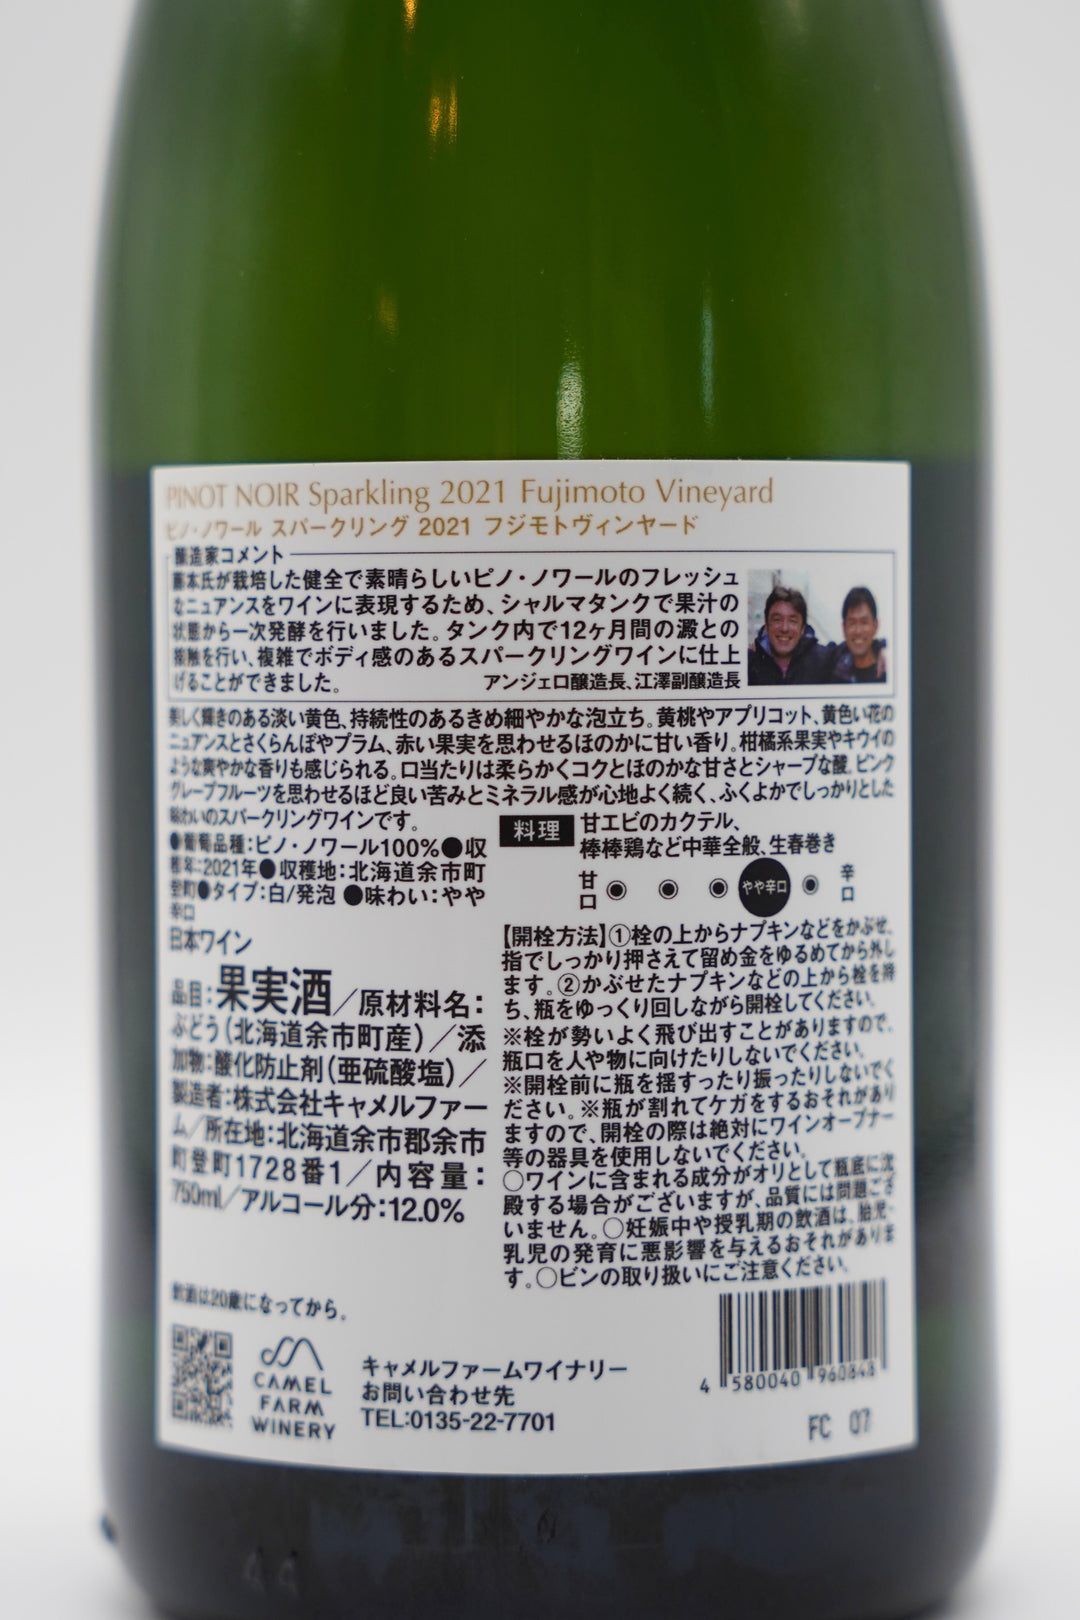 PINOT NOIR Sparkling 2021 Fujimoto Vineyard
ピノ・ノワール スパークリング 2021 フジモトヴィンヤード
醸造家コメント
藤本氏が栽培した健全で素晴らしいピノ・ノワールのフレッシュ
なニュアンスをワインに表現するため、シャルマタンクで果汁の
状態から一次発酵を行いました。タンク内で12ヶ月間の澱との
接触を行い、複雑でボディ感のあるスパークリングワインに仕上
げることができました。
アンジェロ醸造長、江澤副醸造長
美しく輝きのある淡い黄色、持続性のあるきめ細やかな泡立ち。黄桃やアプリコット、黄色い花の
ニュアンスとさくらんぼやプラム、赤い果実を思わせるほのかに甘い香り。柑橘系果実やキウイの
ような爽やかな香りも感じられる。口当たりは柔らかくコクとほのかな甘さとシャープな酸。ピンク
グレープフルーツを思わせるほど良い苦みとミネラル感が心地よく続く、ふくよかでしっかりとした
味わいのスパークリングワインです。
●葡萄品種：ピノ・ノワール100%●収
穫年：2021年●収穫地：北海道余市町
登町●タイプ：白/発泡 ●味わい：やや
辛口
日本ワイン
品目：果実酒／原材料名：
ぶどう（北海道余市町産）／添
加物：酸化防止剤（亜硫酸塩）／
製造者：株式会社キャメルファー
ム／所在地：北海道余市郡余市
町登町1728番1／内容量：
750ml／アルコール分：12.0%
飲酒は20歳になってから。
料理 甘エビのカクテル、
棒棒鶏など中華全般、生春巻き
甘口 ◉ ◉ ◉ やや辛口 ◉ 辛口
【開栓方法】①栓の上からナプキンなどをかぶせ、
指でしっかり押さえて留め金をゆるめてから外し
ます。②かぶせたナプキンなどの上から栓を持
ち、瓶をゆっくり回しながら開栓してください。
※栓が勢いよく飛び出すことがありますので、
瓶口を人や物に向けたりしないでください。
※開栓前に瓶を揺すったり振ったりしないでく
ださい。※瓶が割れてケガをするおそれがあり
ますので、開栓の際は絶対にワインオープナー
等の器具を使用しないでください。
○ワインに含まれる成分がオリとして瓶底に沈
殿する場合がございますが、品質には問題ござ
いません。○妊娠中や授乳期の飲酒は、胎児・
乳児の発育に悪影響を与えるおそれがありま
す。○ビンの取り扱いにご注意ください。
CAMEL
FARM
WINERY
キャメルファームワイナリー
お問い合わせ先
TEL:0135-22-7701
4 580040 960848
FC 07
44